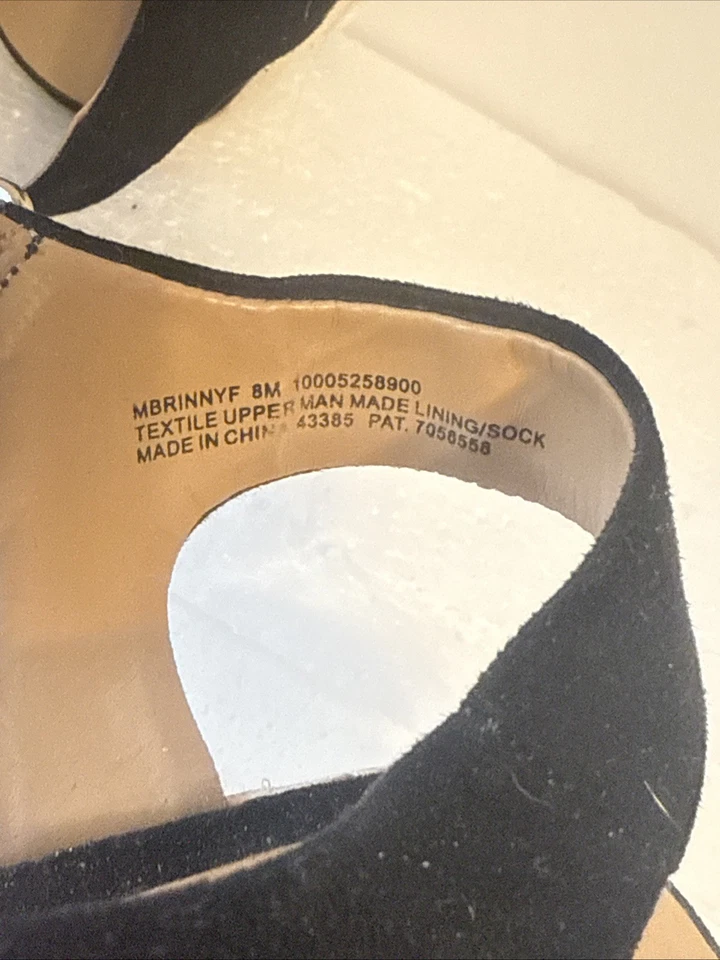 MBRINNYF 8M 10005258900
TEXTILE UPPER MAN MADE LINING/SOCK
MADE IN CHINA 43385 PAT. 7056558